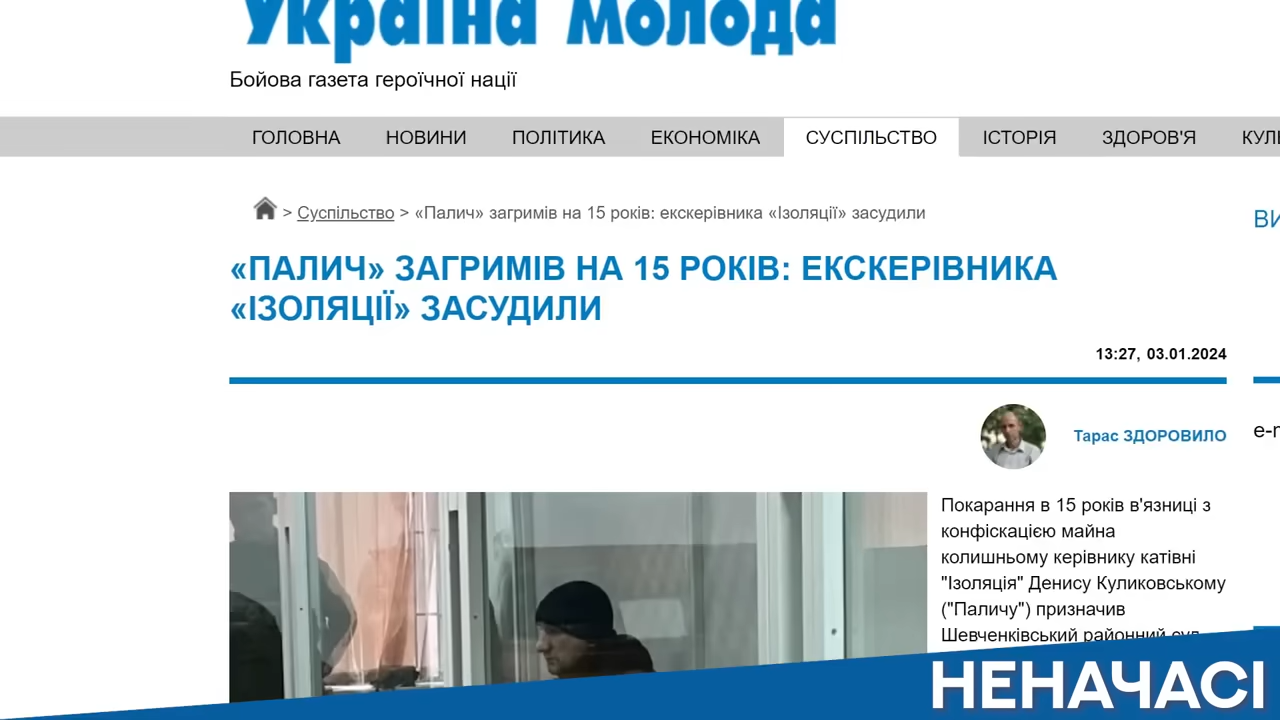 Україна молода
Бойова газета героїчної нації
ГОЛОВНА НОВИНИ ПОЛІТИКА ЕКОНОМІКА СУСПІЛЬСТВО ІСТОРІЯ ЗДОРОВ'Я
> Суспільство > «Палич» загримів на 15 років: екскерівника «Ізоляції» засудили
«ПАЛИЧ» ЗАГРИМІВ НА 15 РОКІВ: ЕКСКЕРІВНИКА
«ІЗОЛЯЦІЇ» ЗАСУДИЛИ
13:27, 03.01.2024
Тарас ЗДОРОВИЛО
Покарання в 15 років в'язниці з
конфіскацією майна
колишньому керівнику катівні
"Ізоляція" Денису Куликовському
("Паличу") призначив
Шевченківський районний суд
НЕНАЧАСІ